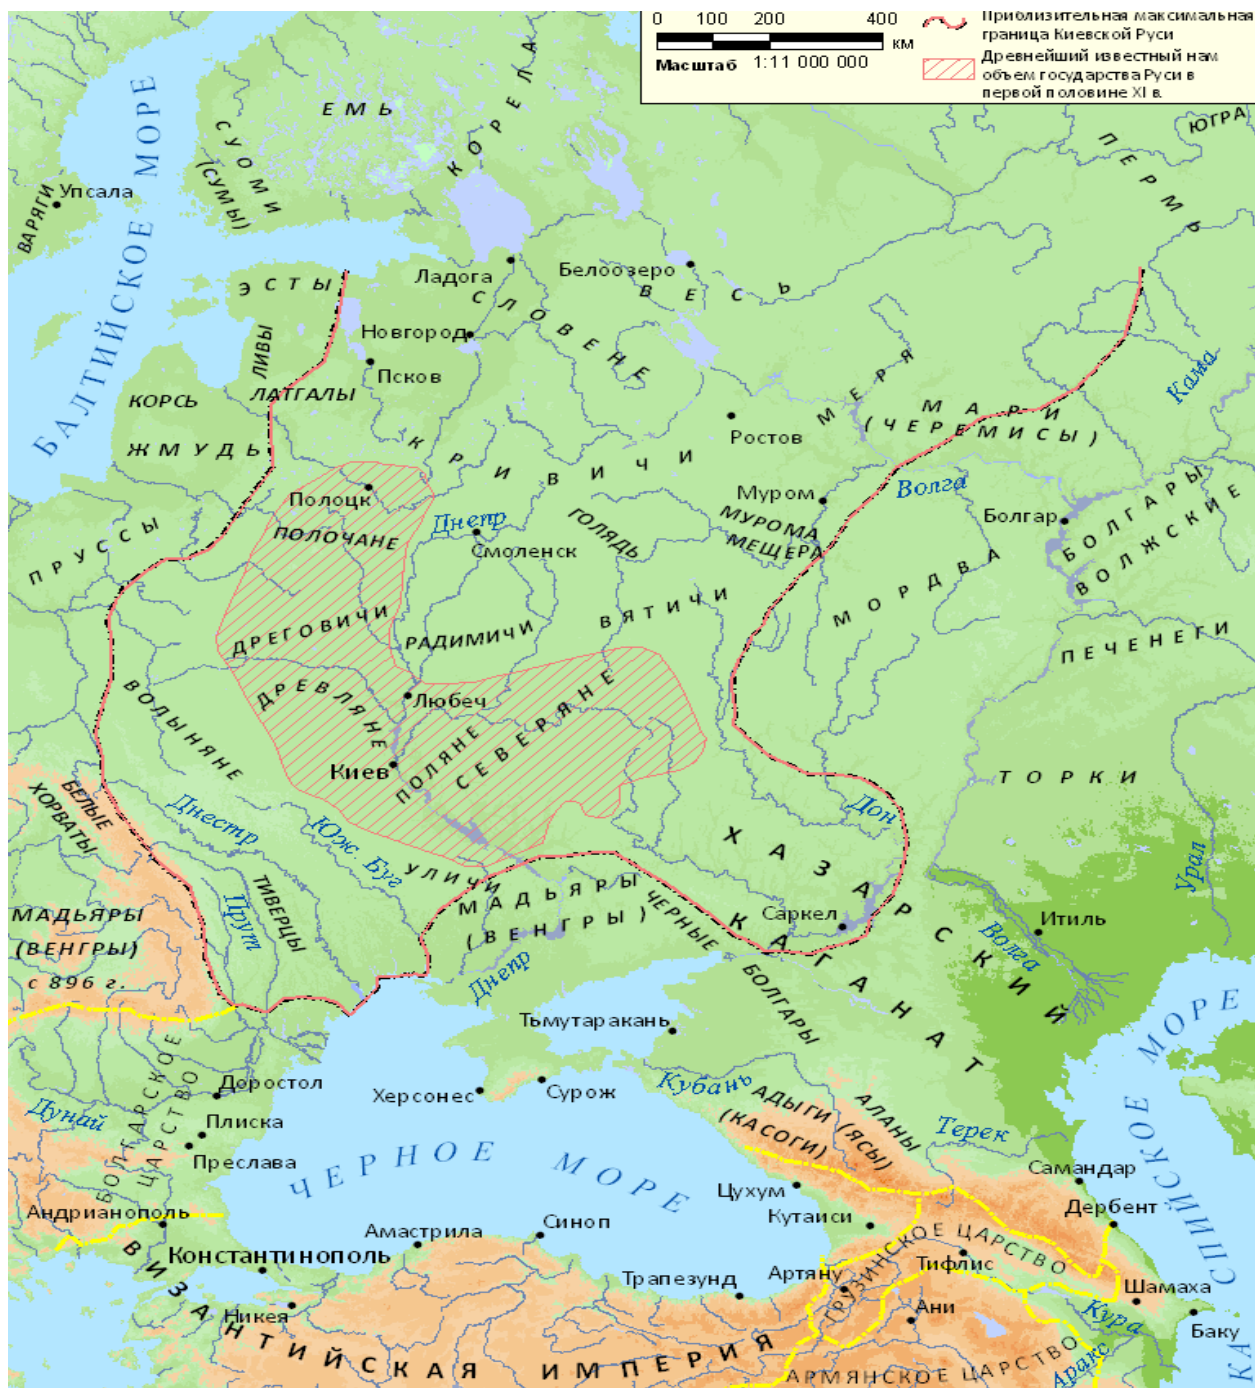 0 100 200 400
км
Масштаб 1:11 000 000
Приблизительная максимальная
граница Киевской Руси
Древнейший известный нам
объем государства Руси в
первой половине XI в.
ЮГРА
ПЕРМЬ
ЕМЬ
КОРЕЛА
СУОМИ
(СУМЫ)
БАЛТИЙСКОЕ МОРЕ
ВАРЯГИ
Упсала
Ладога
Белоозеро
ВЕСЬ
ЭСТЫ
СЛОВЕНЕ
Новгород
ЛИВЫ
Псков
ЛАТГАЛЫ
КОРСЬ
ЖМУДЬ
Ростов
МЕРЯ
МАРИ
(ЧЕРЕМИСЫ)
Кама
КРИВИЧИ
Волга
Полоцк
Муром
Болгар
БОЛГАРЫ
ВОЛЖСКИЕ
Днепр
Смоленск
ГОЛЯДЬ
МУРОМА
МЕЩЕРА
ПОЛОЧАНЕ
ПРУССЫ
МОРДВА
ДРЕГОВИЧИ
РАДИМИЧИ
ВЯТИЧИ
ПЕЧЕНЕГИ
ВОДЫНЯНЕ
ДРЕВЛЯНЕ
Любеч
СЕВЕРЯНЕ
ПОЛЯНЕ
Киев
ТОРКИ
БЕЛЫЕ
ХОРВАТЫ
Днестр
Юж. Буг
Дон
Урал
ХАЗАРСКИЙ
КАГАНАТ
УЛИЧИ
ТИВЕРЦЫ
Прут
МАДЬЯРЫ
(ВЕНГРЫ)
ЧЕРНЫЕ
БОЛГАРЫ
Саркел
Итиль
Волга
МАДЬЯРЫ
(ВЕНГРЫ)
с 896 г.
Днепр
Тьмутаракань
БОЛГАРСКОЕ
ЦАРСТВО
Доростол
Дунай
Плиска
Преслава
Херсонес
Сурож
Кубань
АДЫГИ
(КАСОГИ)
АЛАНЫ
(ЯСЫ)
Терек
КАСПИЙСКОЕ МОРЕ
ЧЕРНОЕ МОРЕ
Самандар
Дербент
Цухум
Кутаиси
Андрианополь
Амастрила
Синоп
Константинополь
ГРУЗИНСКОЕ ЦАРСТВО
Тифлис
Артяну
Трапезунд
Шамаха
Ани
Кура
Баку
Никея
ВИЗАНТИЙСКАЯ ИМПЕРИЯ
АРМЯНСКОЕ ЦАРСТВО
Аракс